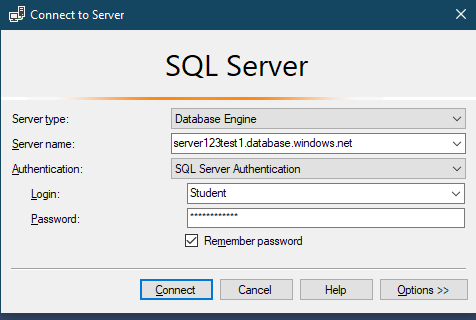 Connect to Server
SQL Server
Server type: Database Engine
Server name: server123test1.database.windows.net
Authentication: SQL Server Authentication
Login: Student
Password: ************
Remember password
Connect Cancel Help Options >>